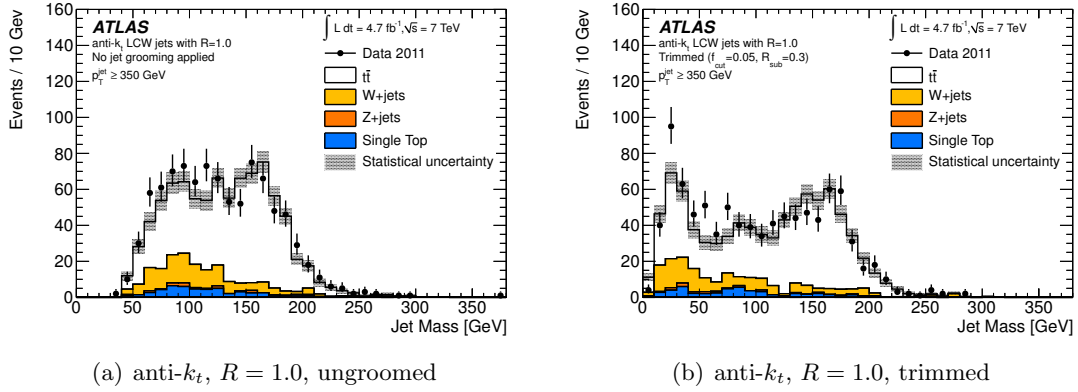 ATLAS
∫ L dt = 4.7 fb⁻¹, √s = 7 TeV
anti-kₜ LCW jets with R=1.0
No jet grooming applied
p_T^jet ≥ 350 GeV
Data 2011
tt̄
W+jets
Z+jets
Single Top
Statistical uncertainty
Events / 10 Gev
160
140
120
100
80
60
40
20
0
0 50 100 150 200 250 300 350
Jet Mass [GeV]
(a) anti-kₜ, R = 1.0, ungroomed
ATLAS
∫ L dt = 4.7 fb⁻¹, √s = 7 TeV
anti-kₜ LCW jets with R=1.0
Trimmed (f_cut=0.05, R_sub=0.3)
p_T^jet ≥ 350 GeV
Data 2011
tt̄
W+jets
Z+jets
Single Top
Statistical uncertainty
Events / 10 Gev
160
140
120
100
80
60
40
20
0
0 50 100 150 200 250 300 350
Jet Mass [GeV]
(b) anti-kₜ, R = 1.0, trimmed